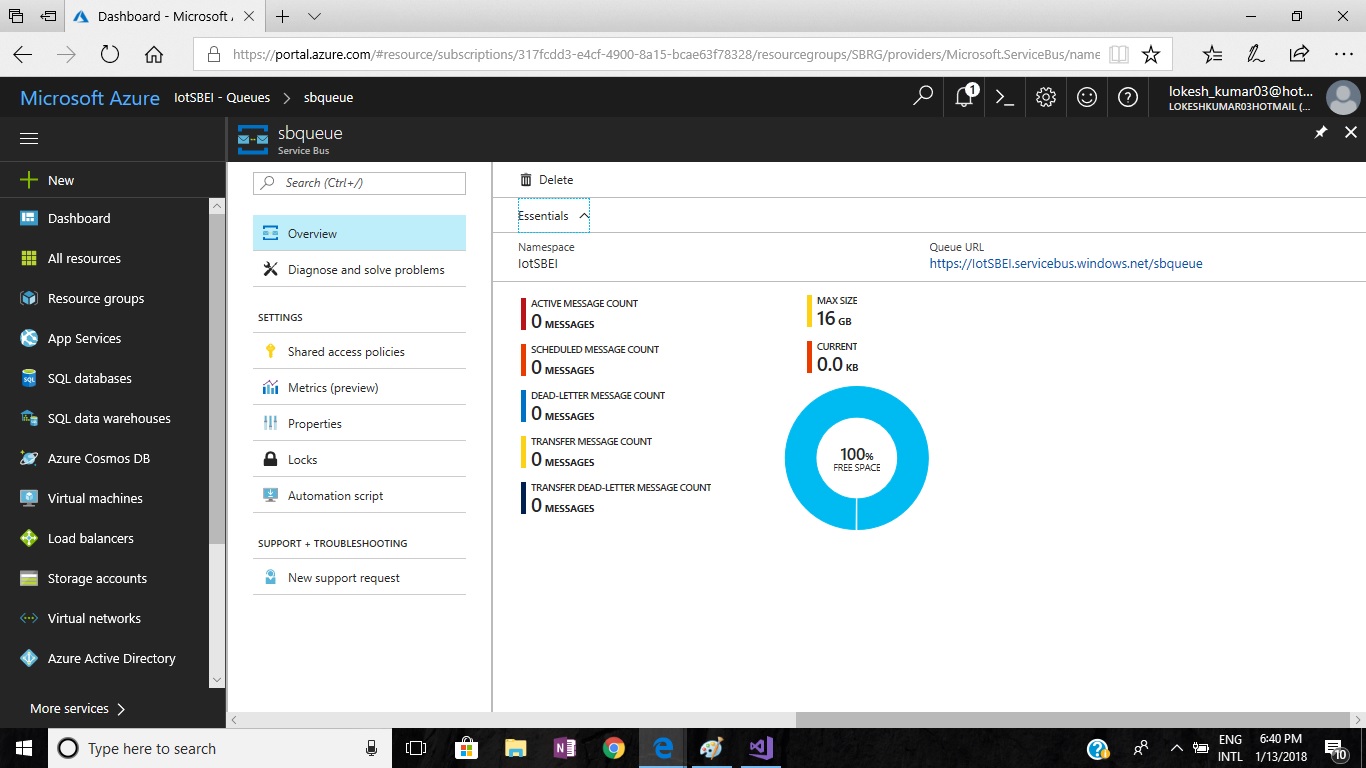 Dashboard - Microsoft A
https://portal.azure.com/#resource/subscriptions/317fcdd3-e4cf-4900-8a15-bcae63f78328/resourcegroups/SBRG/providers/Microsoft.ServiceBus/name
Microsoft Azure IotSBEI - Queues > sbqueue
1
lokesh_kumar03@hot...
LOKESHKUMAR03HOTMAIL (...
sbqueue
Service Bus
New
Dashboard
All resources
Resource groups
App Services
SQL databases
SQL data warehouses
Azure Cosmos DB
Virtual machines
Load balancers
Storage accounts
Virtual networks
Azure Active Directory
More services >
Search (Ctrl+/)
Overview
Diagnose and solve problems
SETTINGS
Shared access policies
Metrics (preview)
Properties
Locks
Automation script
SUPPORT + TROUBLESHOOTING
New support request
Delete
Essentials
Namespace
IotSBEI
Queue URL
https://IotSBEI.servicebus.windows.net/sbqueue
ACTIVE MESSAGE COUNT
0 MESSAGES
SCHEDULED MESSAGE COUNT
0 MESSAGES
DEAD-LETTER MESSAGE COUNT
0 MESSAGES
TRANSFER MESSAGE COUNT
0 MESSAGES
TRANSFER DEAD-LETTER MESSAGE COUNT
0 MESSAGES
MAX SIZE
16 GB
CURRENT
0.0 KB
100%
FREE SPACE
Type here to search
ENG
INTL
6:40 PM
1/13/2018
10